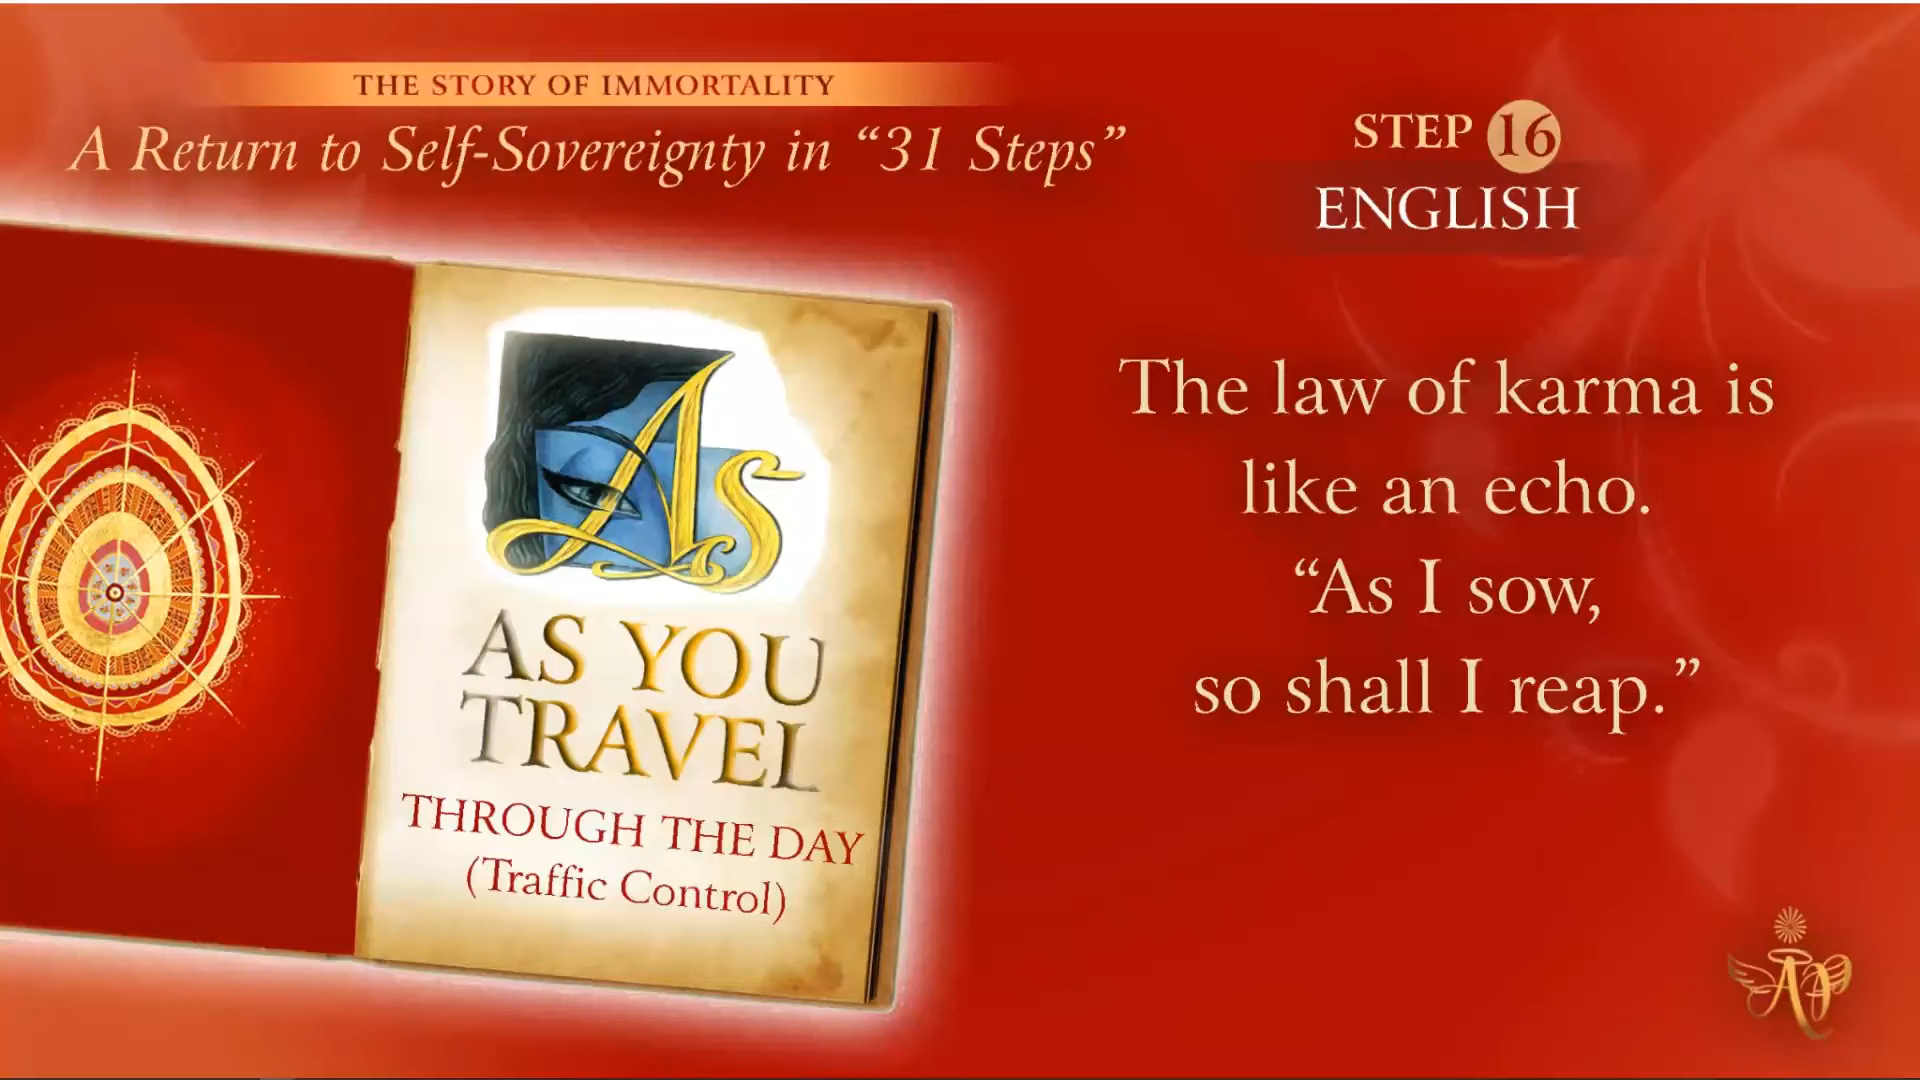 THE STORY OF IMMORTALITY
A Return to Self-Sovereignty in “31 Steps”
STEP 16
ENGLISH
As
AS YOU
TRAVEL
THROUGH THE DAY
(Traffic Control)
The law of karma is
like an echo.
“As I sow,
so shall I reap.”